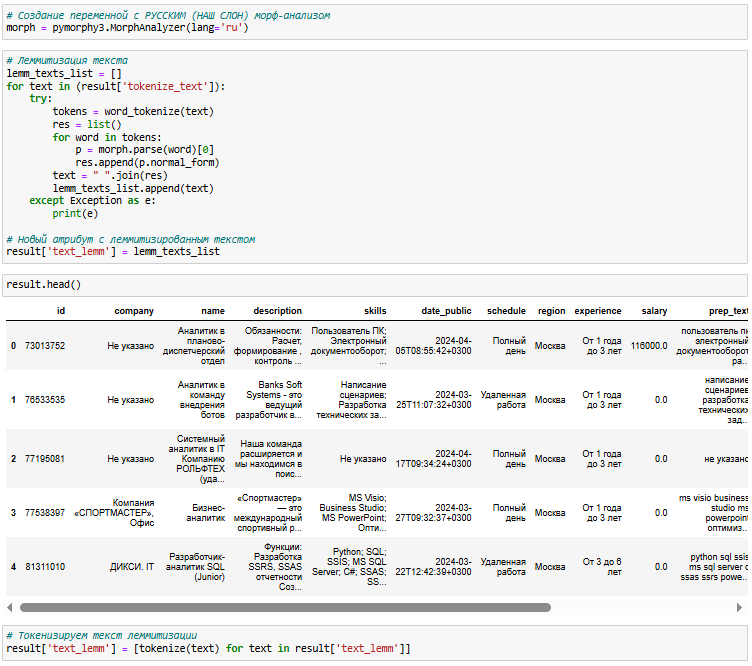 # Создание переменной с РУССКИМ (НАШ СЛОН) морф-анализом
morph = pymorphy3.MorphAnalyzer(lang='ru')
# Лемматизация текста
lemm_texts_list = []
for text in (result['tokenize_text']):
    try:
        tokens = word_tokenize(text)
        res = list()
        for word in tokens:
            p = morph.parse(word)[0]
            res.append(p.normal_form)
        text = " ".join(res)
        lemm_texts_list.append(text)
    except Exception as e:
        print(e)
# Новый атрибут с леммитизированным текстом
result['text_lemm'] = lemm_texts_list
result.head()
id company name description skills date_public schedule region experience salary prep_text
0 73013752 Не указано Аналитик в планово-диспетчерский отдел Обязанности: Расчет, формирование , контроль ... Пользователь ПК; Электронный документооборот; ... 2024-04-05T08:55:42+0300 Полный день Москва От 1 года до 3 лет 116000.0 пользователь пк электронный документооборот ра...
1 76533535 Не указано Аналитик в команду внедрения ботов Banks Soft Systems - это ведущий разработчик в... Написание сценариев; Разработка технических за... 2024-03-25T11:07:32+0300 Удаленная работа Москва От 1 года до 3 лет 0.0 написание сценариев разработка технических зад...
2 77195081 Не указано Системный аналитик в IT Компанию РОЛЬФТЕХ (уда... Наша команда расширяется и мы находимся в поис... Не указано 2024-04-17T09:34:24+0300 Полный день Москва От 1 года до 3 лет 0.0 не указано
3 77538397 Компания «СПОРТМАСТЕР», Офис Бизнес-аналитик «Спортмастер» — это международный спортивный р... MS Visio; Business Studio; MS PowerPoint; Опти... 2024-03-27T09:32:37+0300 Полный день Москва От 1 года до 3 лет 0.0 ms visio business studio ms powerpoint оптимиз...
4 81311010 ДИКСИ. IT Разработчик-аналитик SQL (Junior) Функции: Разработка SSRS, SSAS отчетности Соз... Python; SQL; SSIS; MS SQL Server; C#; SSAS; SS... 2024-03-22T12:42:39+0300 Удаленная работа Москва От 3 до 6 лет 0.0 python sql ssis ms sql server c ssas ssrs powe...
# Токенизируем текст леммитизации
result['text_lemm'] = [tokenize(text) for text in result['text_lemm']]